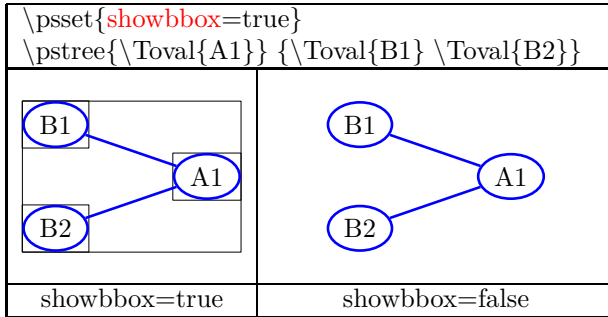 \psset{showbbox=true}
\pstree{\Toval{A1}} {\Toval{B1} \Toval{B2}}
B1
A1
B2
B1
A1
B2
showbbox=true
showbbox=false